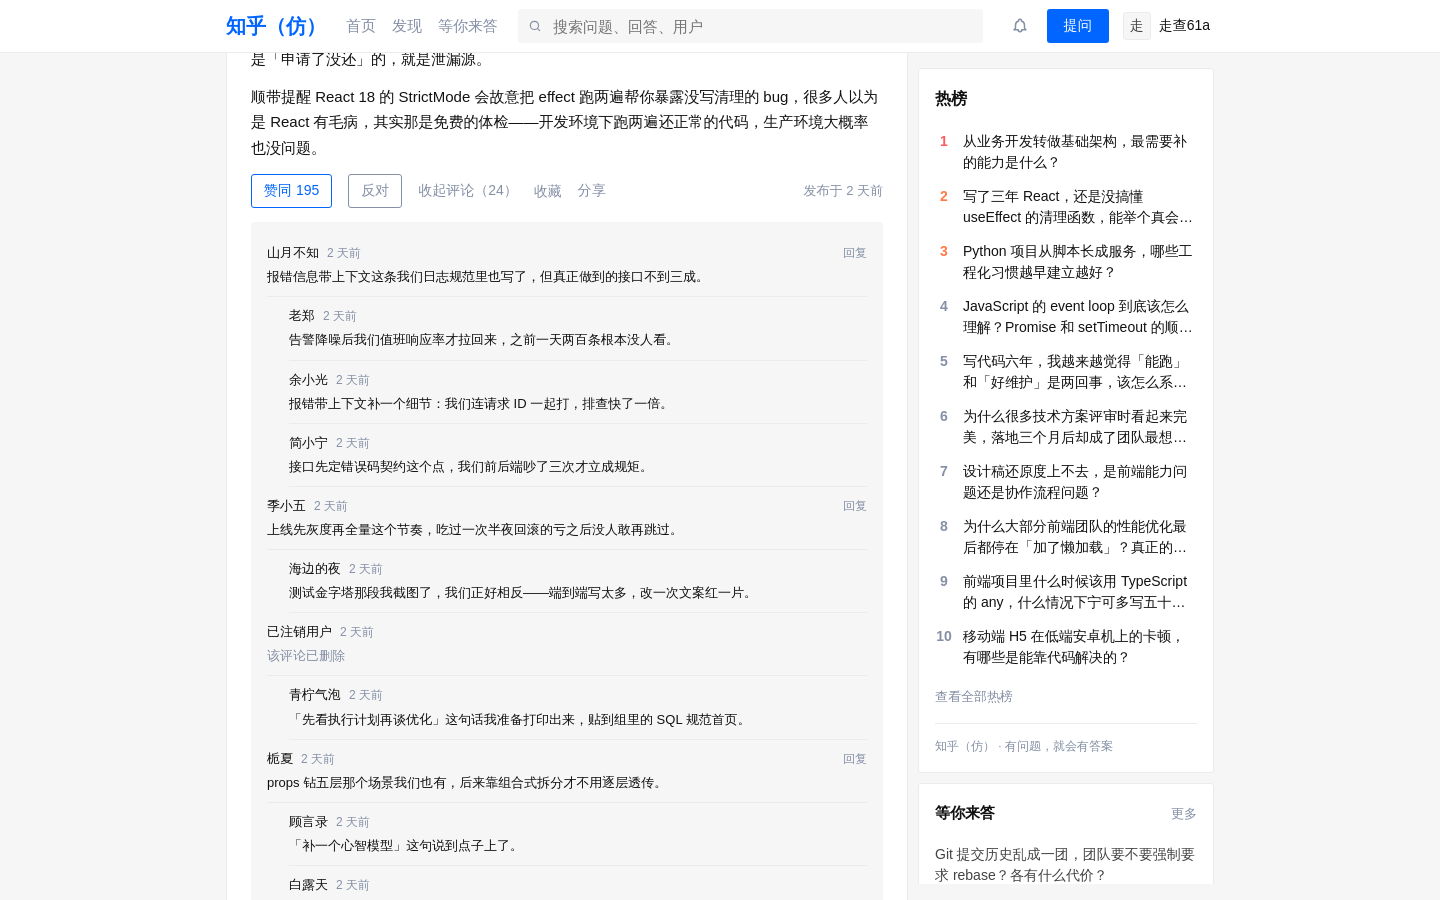 知乎（仿） 首页 发现 等你来答 搜索问题、回答、用户 提问 走 走查61a
是「申请了没还」的，就是泄漏源。
顺带提醒 React 18 的 StrictMode 会故意把 effect 跑两遍帮你暴露没写清理的 bug，很多人以为
是 React 有毛病，其实那是免费的体检——开发环境下跑两遍还正常的代码，生产环境大概率
也没问题。
赞同 195 反对 收起评论（24） 收藏 分享 发布于 2 天前
山月不知 2 天前 回复
报错信息带上下文这条我们日志规范里也写了，但真正做到的接口不到三成。
老郑 2 天前
告警降噪后我们值班响应率才拉回来，之前一天两百条根本没人看。
余小光 2 天前
报错带上下文补一个细节：我们连请求 ID 一起打，排查快了一倍。
简小宁 2 天前
接口先定错误码契约这个点，我们前后端吵了三次才立成规矩。
季小五 2 天前 回复
上线先灰度再全量这个节奏，吃过一次半夜回滚的亏之后没人敢再跳过。
海边的夜 2 天前
测试金字塔那段我截图了，我们正好相反——端到端写太多，改一次文案红一片。
已注销用户 2 天前
该评论已删除
青柠气泡 2 天前
「先看执行计划再谈优化」这句话我准备打印出来，贴到组里的 SQL 规范首页。
栀夏 2 天前 回复
props 钻五层那个场景我们也有，后来靠组合式拆分才不用逐层透传。
顾言录 2 天前
「补一个心智模型」这句说到点子上了。
白露天 2 天前
热榜
1 从业务开发转做基础架构，最需要补
的能力是什么？
2 写了三年 React，还是没搞懂
useEffect 的清理函数，能举个真会…
3 Python 项目从脚本长成服务，哪些工
程化习惯越早建立越好？
4 JavaScript 的 event loop 到底该怎么
理解？Promise 和 setTimeout 的顺…
5 写代码六年，我越来越觉得「能跑」
和「好维护」是两回事，该怎么系…
6 为什么很多技术方案评审时看起来完
美，落地三个月后却成了团队最想…
7 设计稿还原度上不去，是前端能力问
题还是协作流程问题？
8 为什么大部分前端团队的性能优化最
后都停在「加了懒加载」？真正的…
9 前端项目里什么时候该用 TypeScript
的 any，什么情况下宁可多写五十…
10 移动端 H5 在低端安卓机上的卡顿，
有哪些是能靠代码解决的？
查看全部热榜
知乎（仿） · 有问题，就会有答案
等你来答 更多
Git 提交历史乱成一团，团队要不要强制要
求 rebase？各有什么代价？